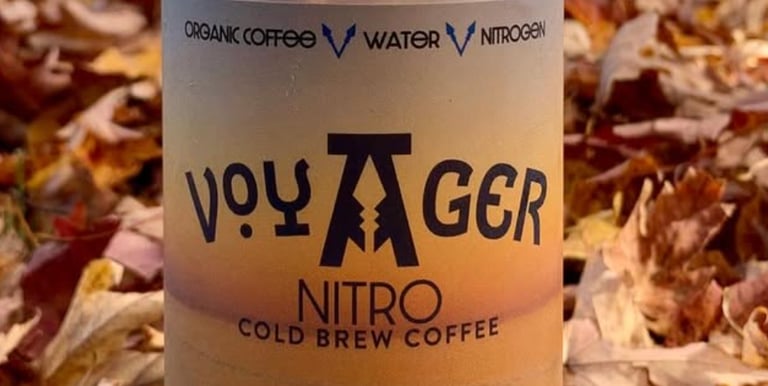 ORGANIC COFFEE WATER NITROGEN
VOYAGER
NITRO
COLD BREW COFFEE